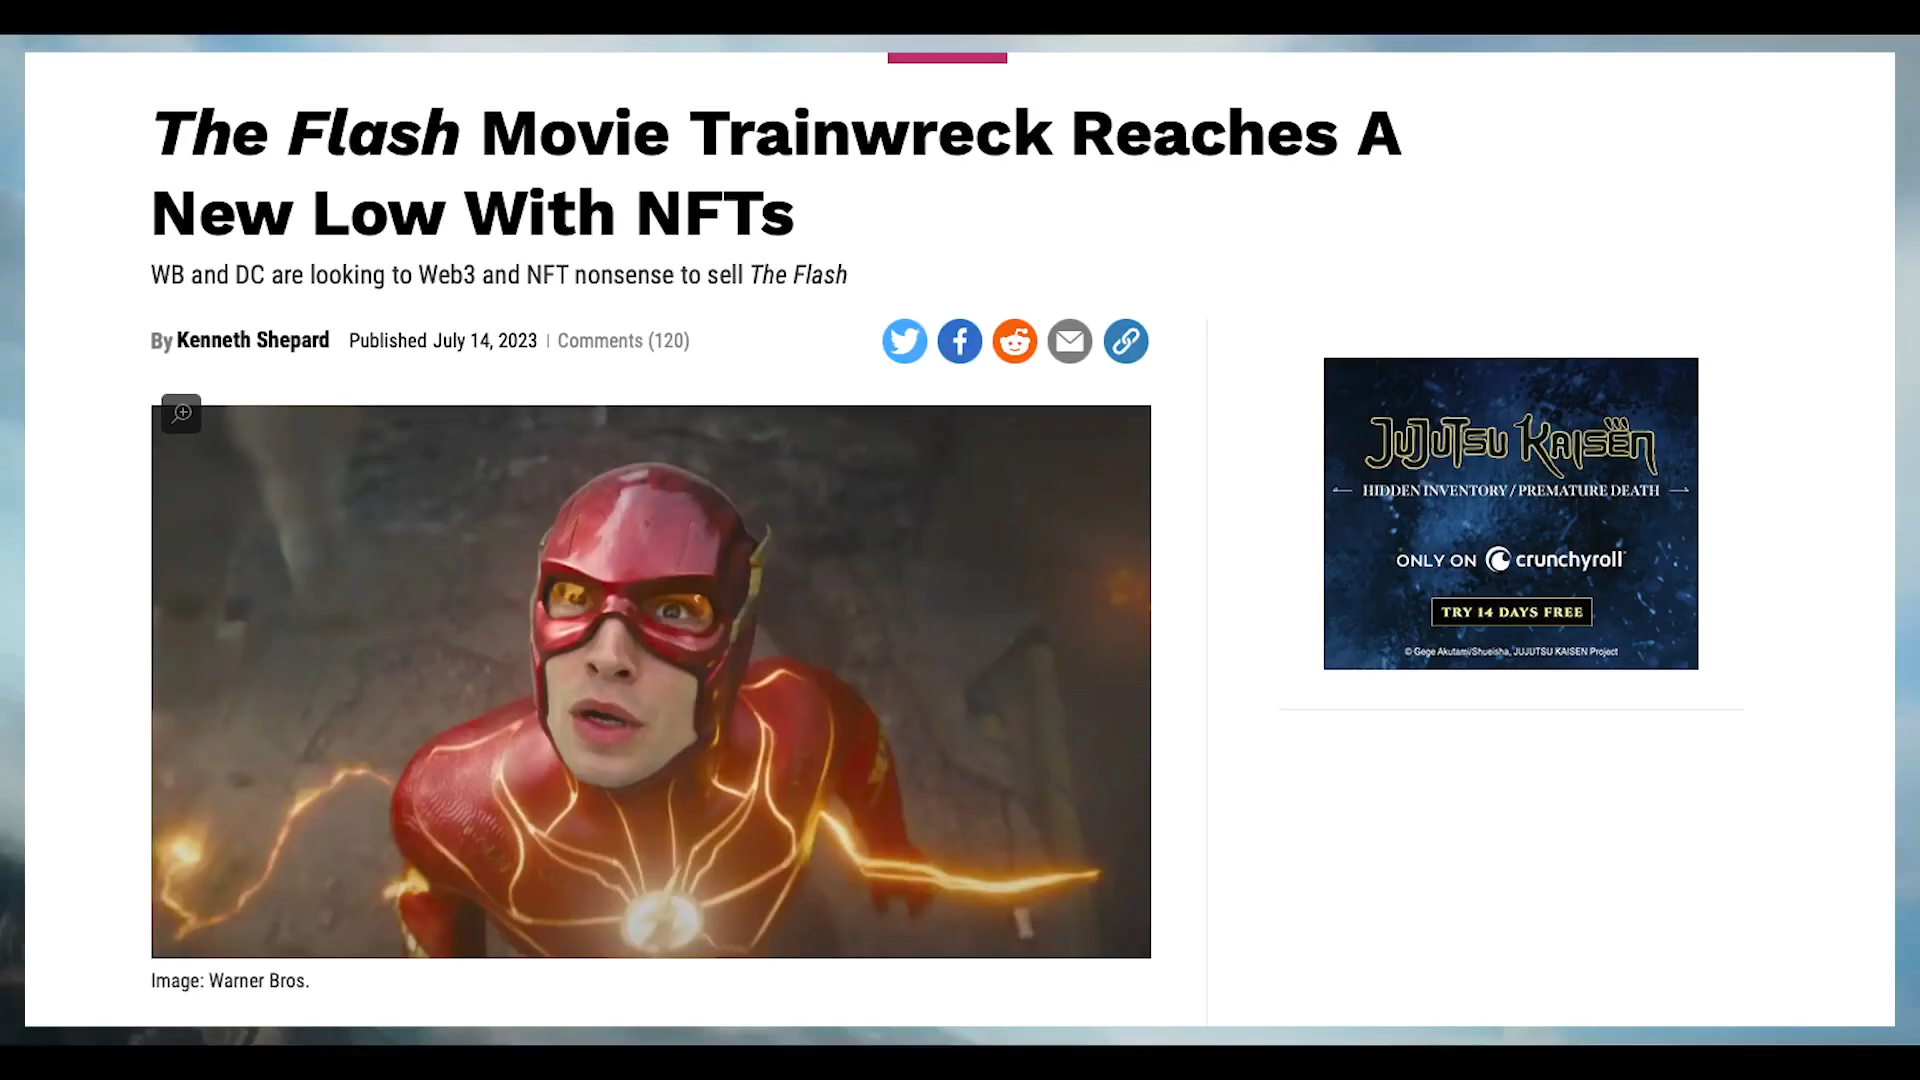 The Flash Movie Trainwreck Reaches A
New Low With NFTs
WB and DC are looking to Web3 and NFT nonsense to sell The Flash
By Kenneth Shepard Published July 14, 2023 | Comments (120)
JUJUTSU KAISEN
HIDDEN INVENTORY / PREMATURE DEATH
ONLY ON crunchyroll
TRY 14 DAYS FREE
© Gege Akutami/Shueisha, JUJUTSU KAISEN Project
Image: Warner Bros.